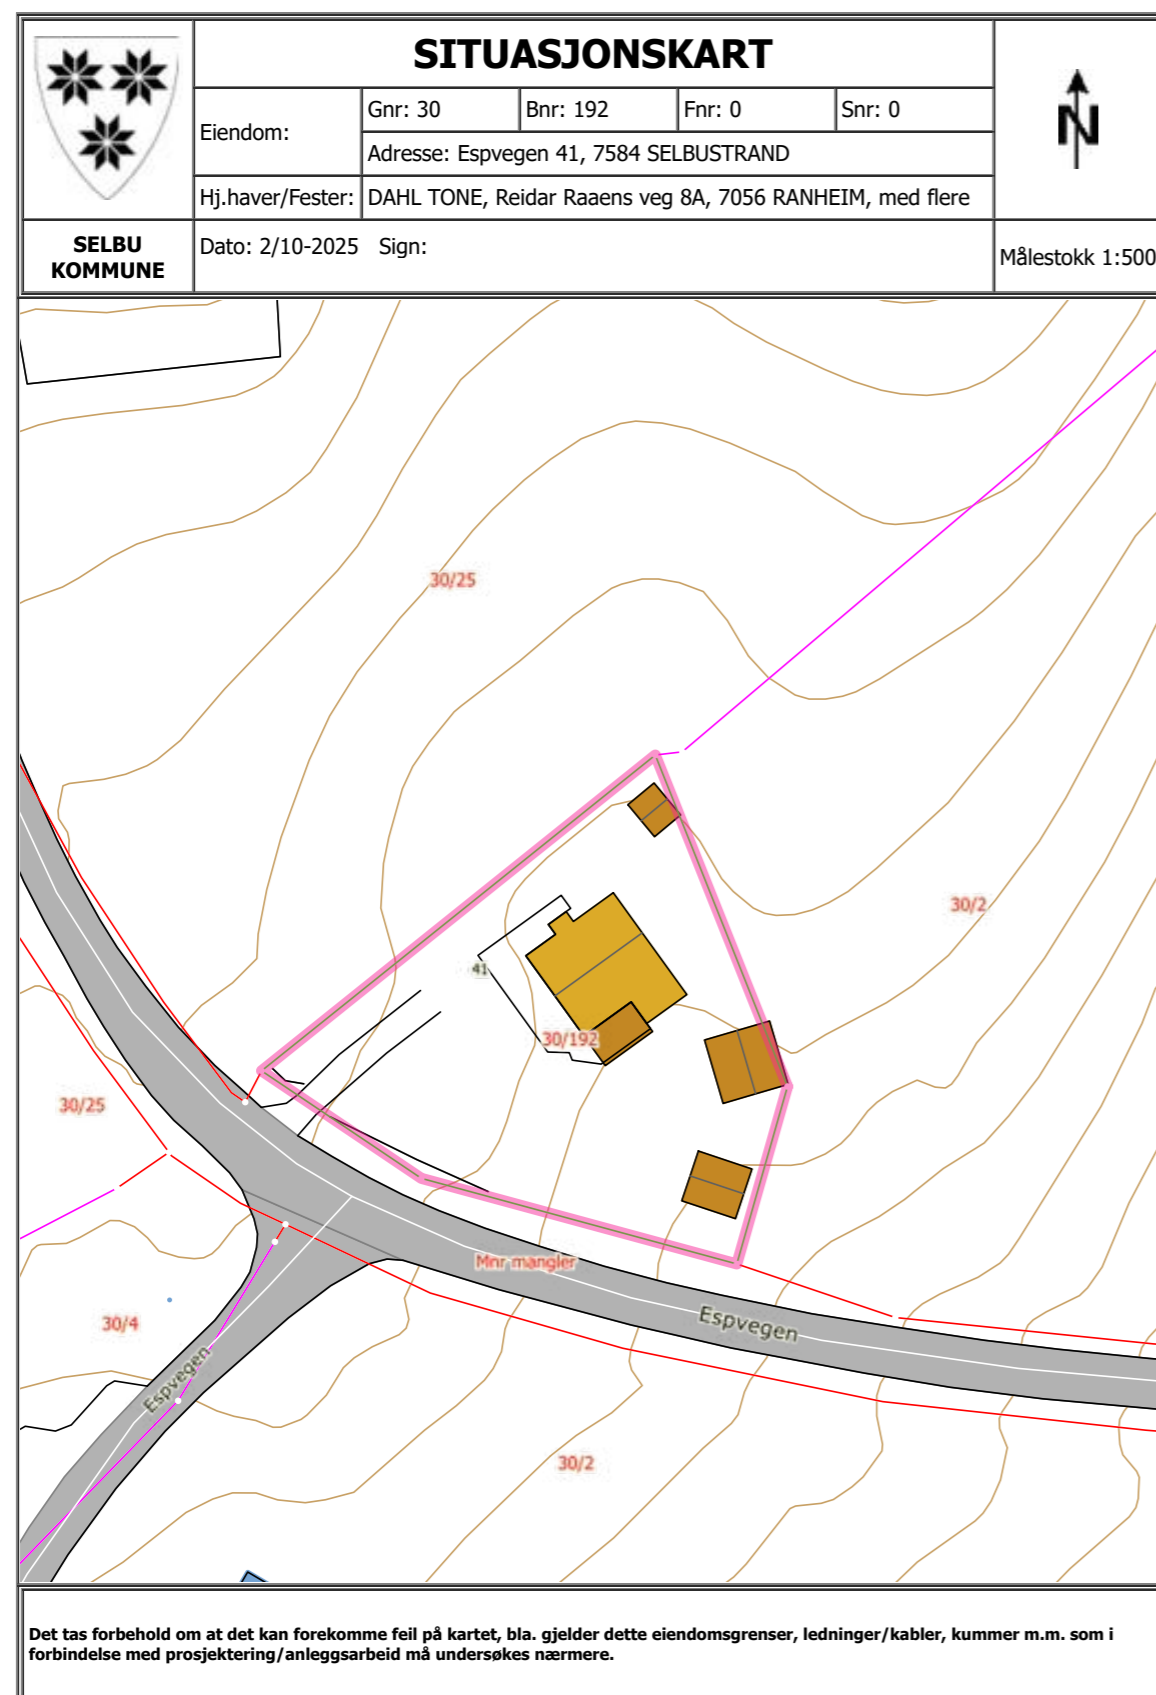 SITUASJONSKART
Eiendom:
Gnr: 30
Bnr: 192
Fnr: 0
Snr: 0
Adresse: Espvegen 41, 7584 SELBUSTRAND
Hj.haver/Fester:
DAHL TONE, Reidar Raaens veg 8A, 7056 RANHEIM, med flere
N
SELBU
KOMMUNE
Dato: 2/10-2025 Sign:
Målestokk 1:500
30/25
30/2
41
30/192
30/25
Mnr mangler
Espvegen
30/4
Espvegen
30/2
Det tas forbehold om at det kan forekomme feil på kartet, bla. gjelder dette eiendomsgrenser, ledninger/kabler, kummer m.m. som i
forbindelse med prosjektering/anleggsarbeid må undersøkes nærmere.